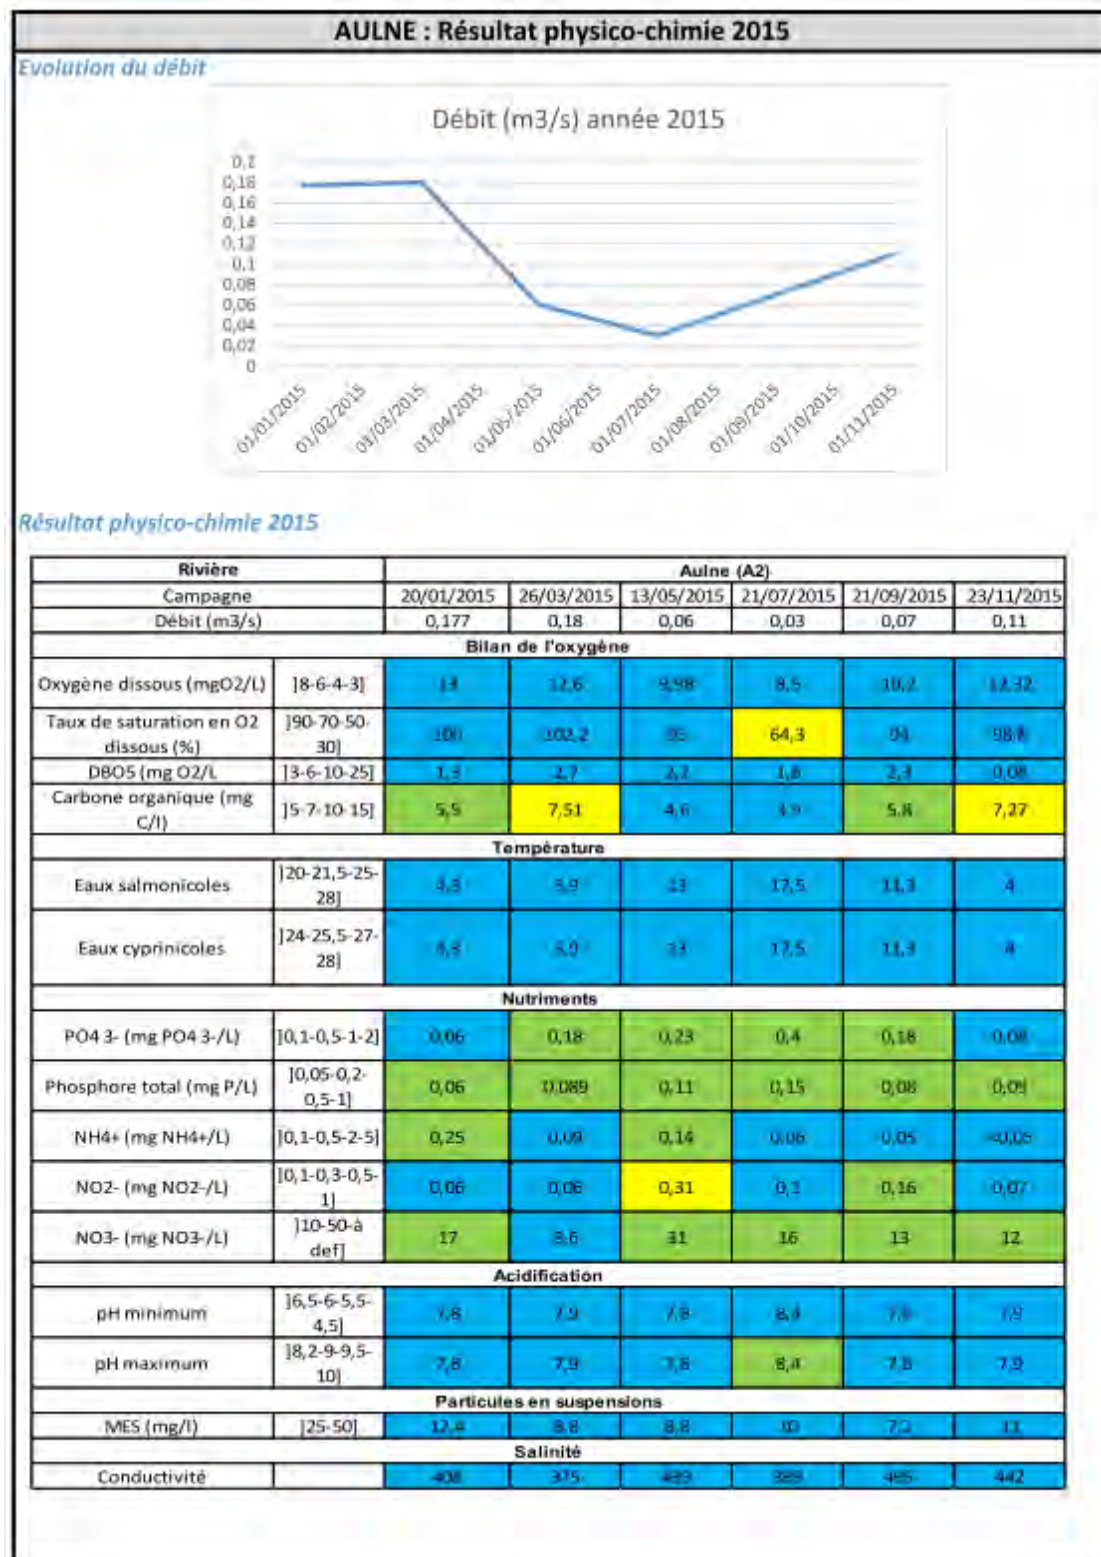 AULNE : Résultat physico-chimie 2015
Evolution du débit
Débit (m3/s) année 2015
0,2
0,18
0,16
0,14
0,12
0,1
0,08
0,06
0,04
0,02
0
01/01/2015 01/02/2015 01/03/2015 01/04/2015 01/05/2015 01/06/2015 01/07/2015 01/08/2015 01/09/2015 01/10/2015 01/11/2015
Résultat physico-chimie 2015
Rivière Aulne (A2)
Campagne 20/01/2015 26/03/2015 13/05/2015 21/07/2015 21/09/2015 23/11/2015
Débit (m3/s) 0,177 0,18 0,06 0,03 0,07 0,11
Bilan de l'oxygène
Oxygène dissous (mgO2/L) ]8-6-4-3] 13 12,6 9,98 8,5 10,2 12,32
Taux de saturation en O2
dissous (%)
]90-70-50-
30]
100 102,2 95 64,3 94 98,8
DBO5 (mg O2/L ]3-6-10-25] 1,3 2,7 2,2 1,8 2,3
Carbone organique (mg
C/l)
]5-7-10-15] 5,5 7,51 4,6 5,8 7,27
Température
Eaux salmonicoles
]20-21,5-25-
28]
13 17,5 11,3 4
Eaux cyprinicoles
]24-25,5-27-
28]
13 17,5 11,3 4
Nutriments
PO4 3- (mg PO4 3-/L) ]0,1-0,5-1-2] 0,06 0,18 0,23 0,4 0,18 0,08
Phosphore total (mg P/L)
]0,05-0,2-
0,5-1]
0,06 0,089 0,11 0,15 0,08 0,09
NH4+ (mg NH4+/L) ]0,1-0,5-2-5] 0,25 0,09 0,14 0,06 0,05 <0,05
NO2- (mg NO2-/L)
]0,1-0,3-0,5-
1]
0,06 0,06 0,31 0,1 0,16 0,07
NO3- (mg NO3-/L)
]10-50-à
def]
17 31 16 13 12
Acidification
pH minimum
]6,5-6-5,5-
4,5]
7,8 7,9 7,8 8,4 7,8 7,9
pH maximum
]8,2-9-9,5-
10]
7,8 7,9 7,8 8,4 7,8 7,9
Particules en suspensions
MES (mg/l) ]25-50] 12,4 8,8 8,8 11
Salinité
Conductivité 408 375 442